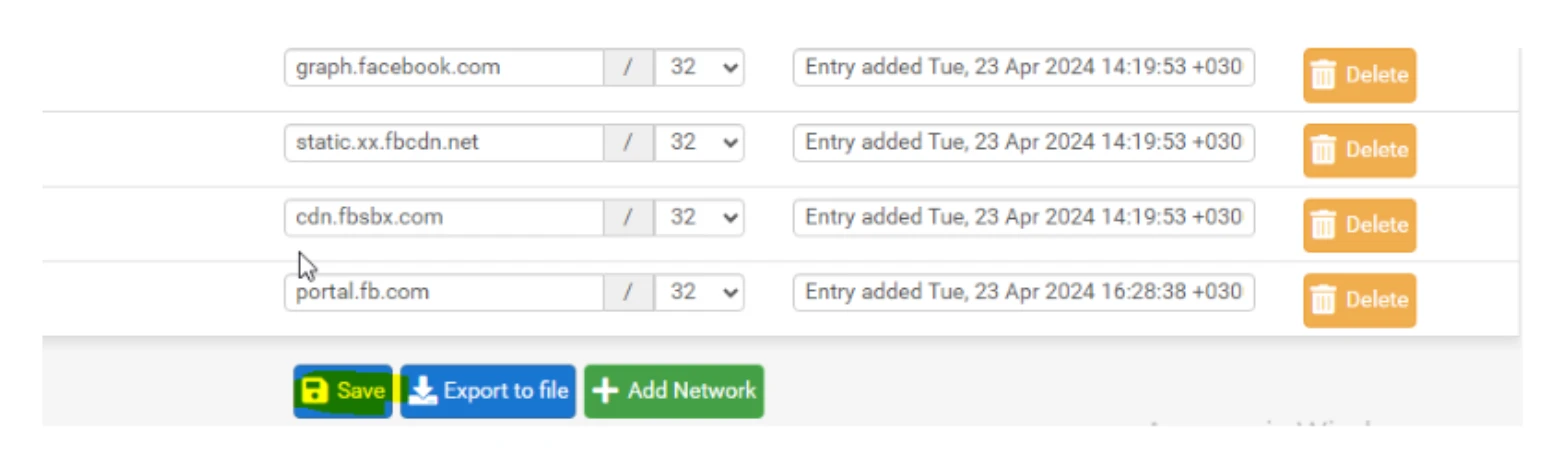 graph.facebook.com / 32 Entry added Tue, 23 Apr 2024 14:19:53 +030 Delete
static.xx.fbcdn.net / 32 Entry added Tue, 23 Apr 2024 14:19:53 +030 Delete
cdn.fbsbx.com / 32 Entry added Tue, 23 Apr 2024 14:19:53 +030 Delete
portal.fb.com / 32 Entry added Tue, 23 Apr 2024 16:28:38 +030 Delete
Save Export to file Add Network